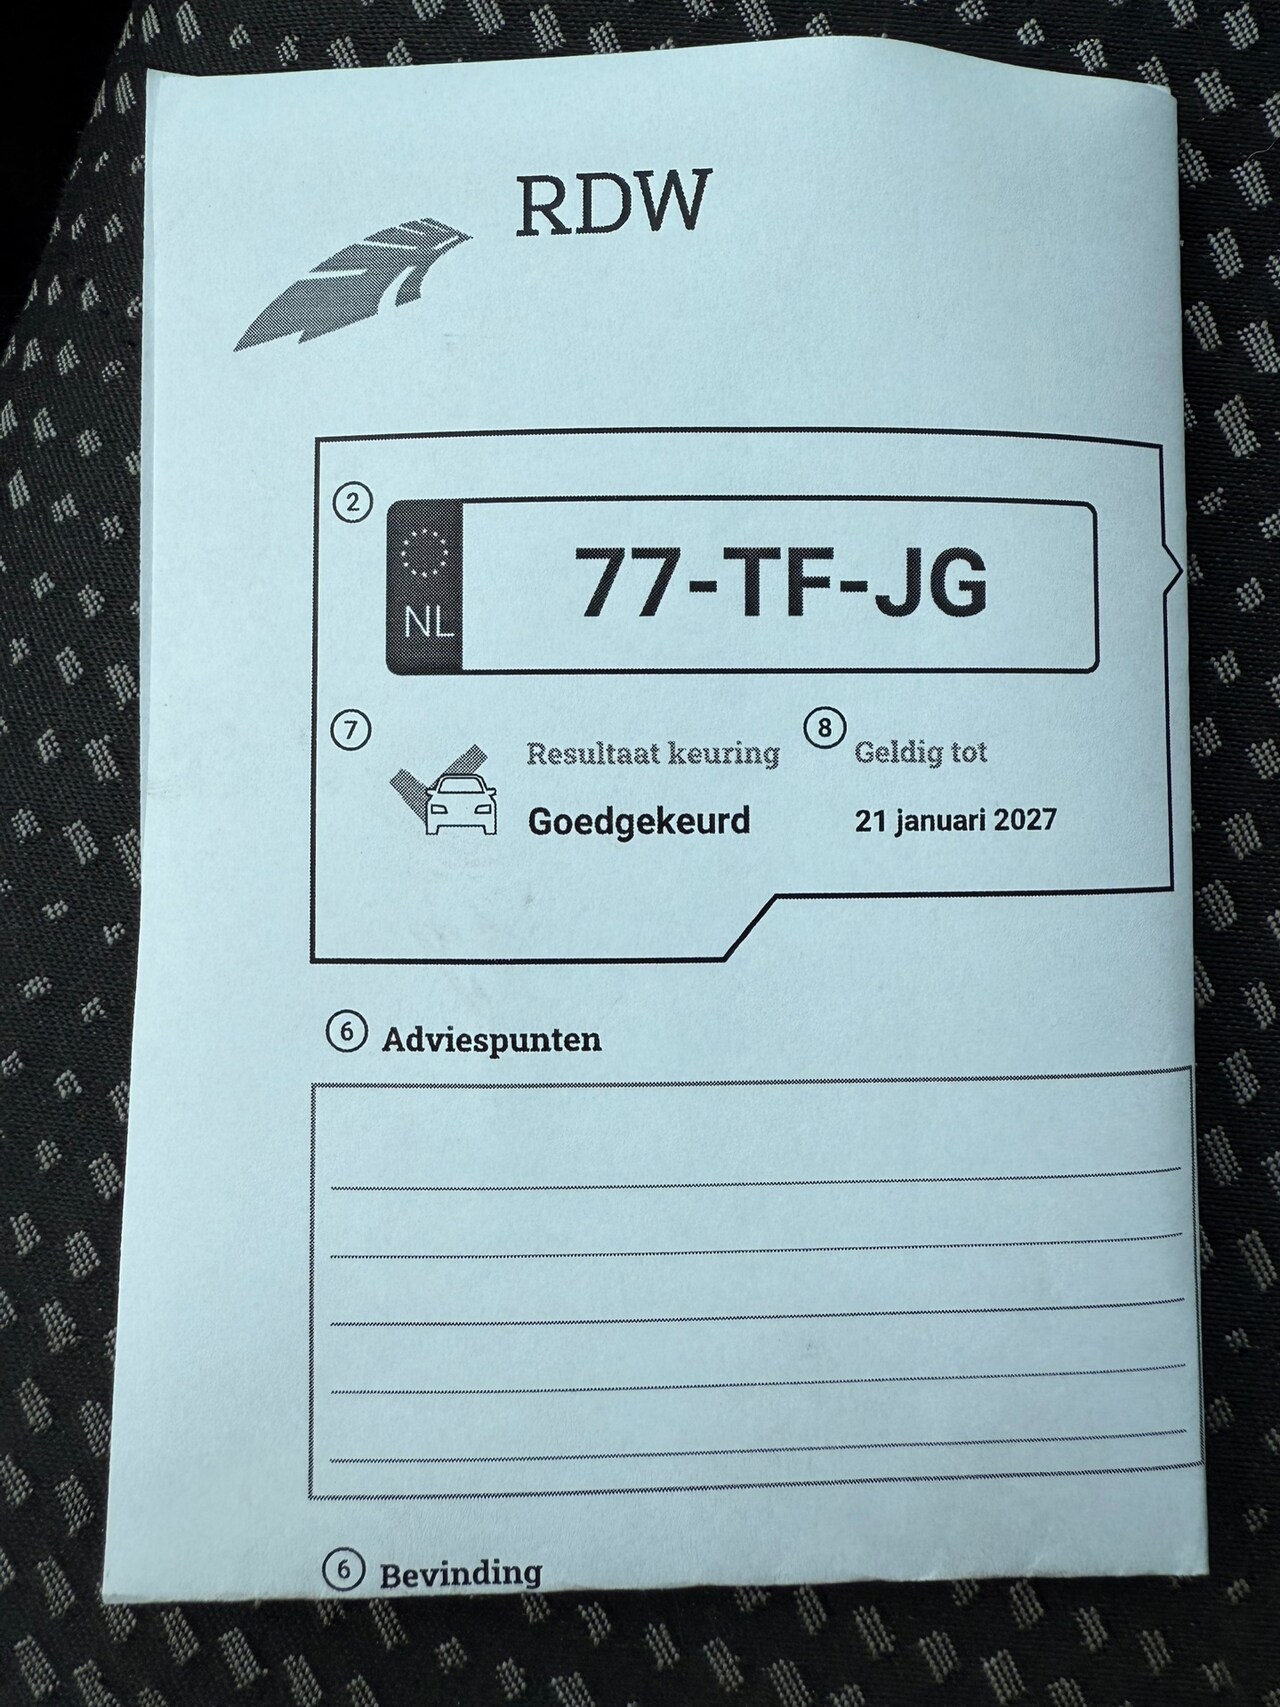 RDW
2
NL
77-TF-JG
7
Resultaat keuring
8
Geldig tot
Goedgekeurd
21 januari 2027
6 Adviespunten
6 Bevinding